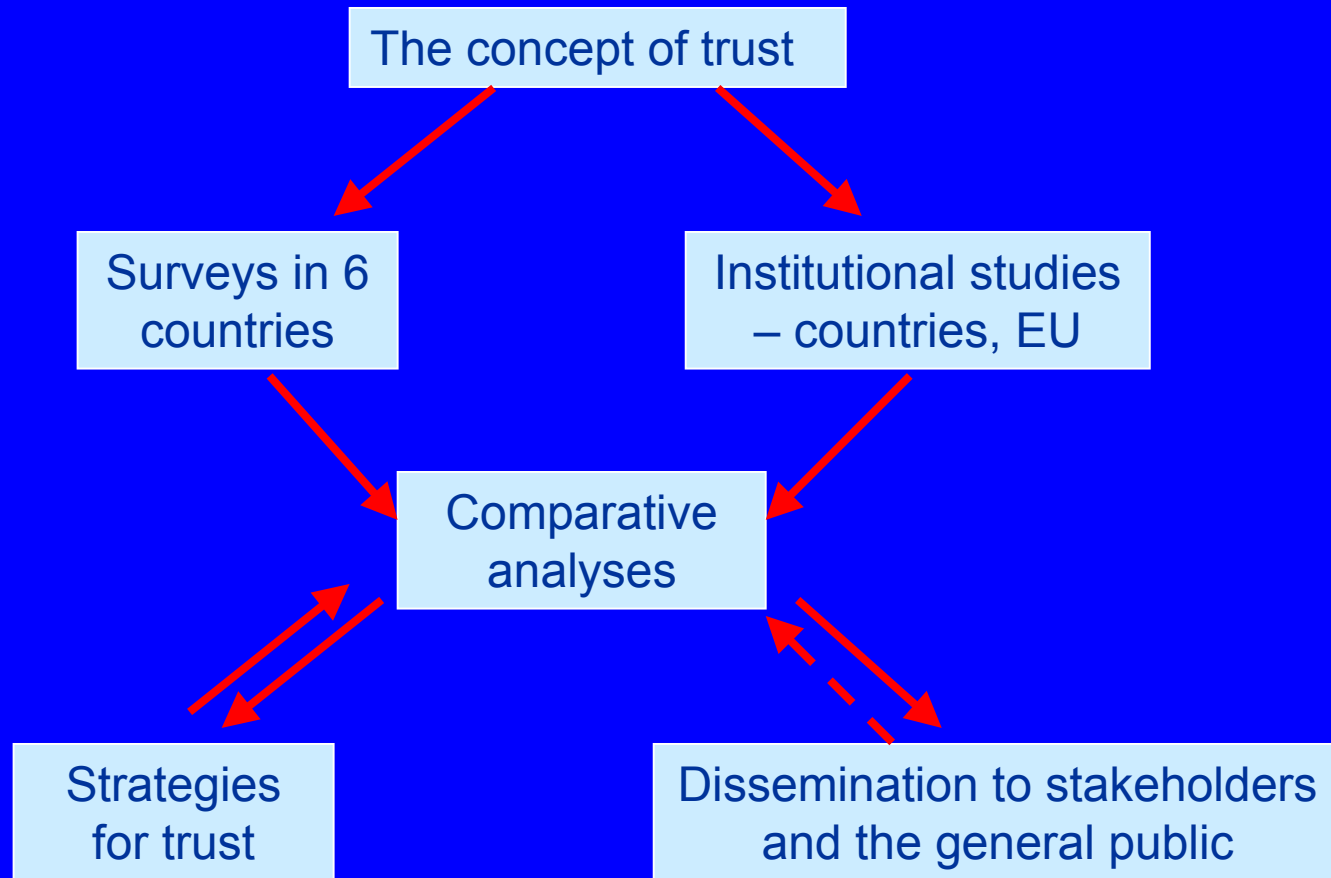 The concept of trust
Surveys in 6
countries
Institutional studies
– countries, EU
Comparative
analyses
Strategies
for trust
Dissemination to stakeholders
and the general public